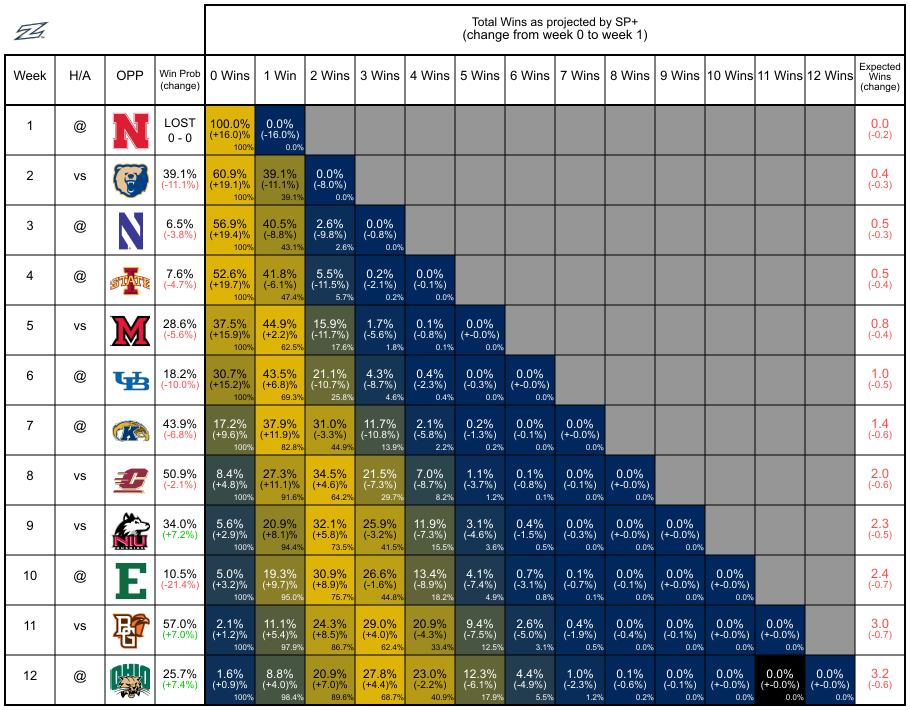 Total Wins as projected by SP+
(change from week 0 to week 1)
Week H/A OPP Win Prob (change) 0 Wins 1 Win 2 Wins 3 Wins 4 Wins 5 Wins 6 Wins 7 Wins 8 Wins 9 Wins 10 Wins 11 Wins 12 Wins Expected Wins (change)
1 @ N LOST 100.0% 0.0% 0.0
0 - 0 (+16.0)% (-16.0%) (-0.2)
100% 0.0%
2 vs 39.1% 60.9% 39.1% 0.0% 0.4
(-11.1%) (+19.1)% (-11.1%) (-8.0%) (-0.3)
100% 39.1% 0.0%
3 @ N 6.5% 56.9% 40.5% 2.6% 0.0% 0.5
(-3.8%) (+19.4)% (-8.8%) (-9.8%) (-0.8%) (-0.3)
100% 43.1% 2.6% 0.0%
4 @ I STATE 7.6% 52.6% 41.8% 5.5% 0.2% 0.0% 0.5
(-4.7%) (+19.7)% (-6.1%) (-11.5%) (-2.1%) (-0.1%) (-0.4)
100% 47.4% 5.7% 0.2% 0.0%
5 vs M 28.6% 37.5% 44.9% 15.9% 1.7% 0.1% 0.0% 0.8
(-5.6%) (+15.9)% (+2.2)% (-11.7%) (-5.6%) (-0.8%) (+-0.0%) (-0.4)
100% 62.5% 17.6% 1.8% 0.1% 0.0%
6 @ UB 18.2% 30.7% 43.5% 21.1% 4.3% 0.4% 0.0% 0.0% 1.0
(-10.0%) (+15.2)% (+6.8)% (-10.7%) (-8.7%) (-2.3%) (-0.3%) (+-0.0%) (-0.5)
100% 69.3% 25.8% 4.6% 0.4% 0.0% 0.0%
7 @ K 43.9% 17.2% 37.9% 31.0% 11.7% 2.1% 0.2% 0.0% 0.0% 1.4
(-6.8%) (+9.6)% (+11.9)% (-3.3%) (-10.8%) (-5.8%) (-1.3%) (-0.1%) (+-0.0%) (-0.6)
100% 82.8% 44.9% 13.9% 2.2% 0.2% 0.0% 0.0%
8 vs C 50.9% 8.4% 27.3% 34.5% 21.5% 7.0% 1.1% 0.1% 0.0% 0.0% 2.0
(-2.1%) (+4.8)% (+11.1)% (+4.6)% (-7.3%) (-8.7%) (-3.7%) (-0.8%) (-0.1%) (+-0.0%) (-0.6)
100% 91.6% 64.2% 29.7% 8.2% 1.2% 0.1% 0.0% 0.0%
9 vs NIU 34.0% 5.6% 20.9% 32.1% 25.9% 11.9% 3.1% 0.4% 0.0% 0.0% 0.0% 2.3
(+7.2%) (+2.9)% (+8.1)% (+5.8)% (-3.2%) (-7.3%) (-4.6%) (-1.5%) (-0.3%) (+-0.0%) (+-0.0%) (-0.5)
100% 94.4% 73.5% 41.5% 15.5% 3.6% 0.5% 0.0% 0.0% 0.0%
10 @ E 10.5% 5.0% 19.3% 30.9% 26.6% 13.4% 4.1% 0.7% 0.1% 0.0% 0.0% 0.0% 2.4
(-21.4%) (+3.2)% (+9.7)% (+8.9)% (-1.6%) (-8.9%) (-7.4%) (-3.1%) (-0.7%) (-0.1%) (+-0.0%) (+-0.0%) (-0.7)
100% 95.0% 75.7% 44.8% 18.2% 4.9% 0.8% 0.1% 0.0% 0.0% 0.0%
11 vs BG 57.0% 2.1% 11.1% 24.3% 29.0% 20.9% 9.4% 2.6% 0.4% 0.0% 0.0% 0.0% 0.0% 3.0
(+7.0%) (+1.2)% (+5.4)% (+8.5)% (+4.0)% (-4.3%) (-7.5%) (-5.0%) (-1.9%) (-0.4%) (-0.1%) (+-0.0%) (+-0.0%) (-0.7)
100% 97.9% 86.7% 62.4% 33.4% 12.5% 3.1% 0.5% 0.0% 0.0% 0.0% 0.0%
12 @ OHIO 25.7% 1.6% 8.8% 20.9% 27.8% 23.0% 12.3% 4.4% 1.0% 0.1% 0.0% 0.0% 0.0% 0.0% 3.2
(+7.4%) (+0.9)% (+4.0)% (+7.0)% (+4.4)% (-2.2%) (-6.1%) (-4.9%) (-2.3%) (-0.6%) (-0.1%) (+-0.0%) (+-0.0%) (+-0.0%) (-0.6)
100% 98.4% 89.6% 68.7% 40.9% 17.9% 5.5% 1.2% 0.2% 0.0% 0.0% 0.0% 0.0%